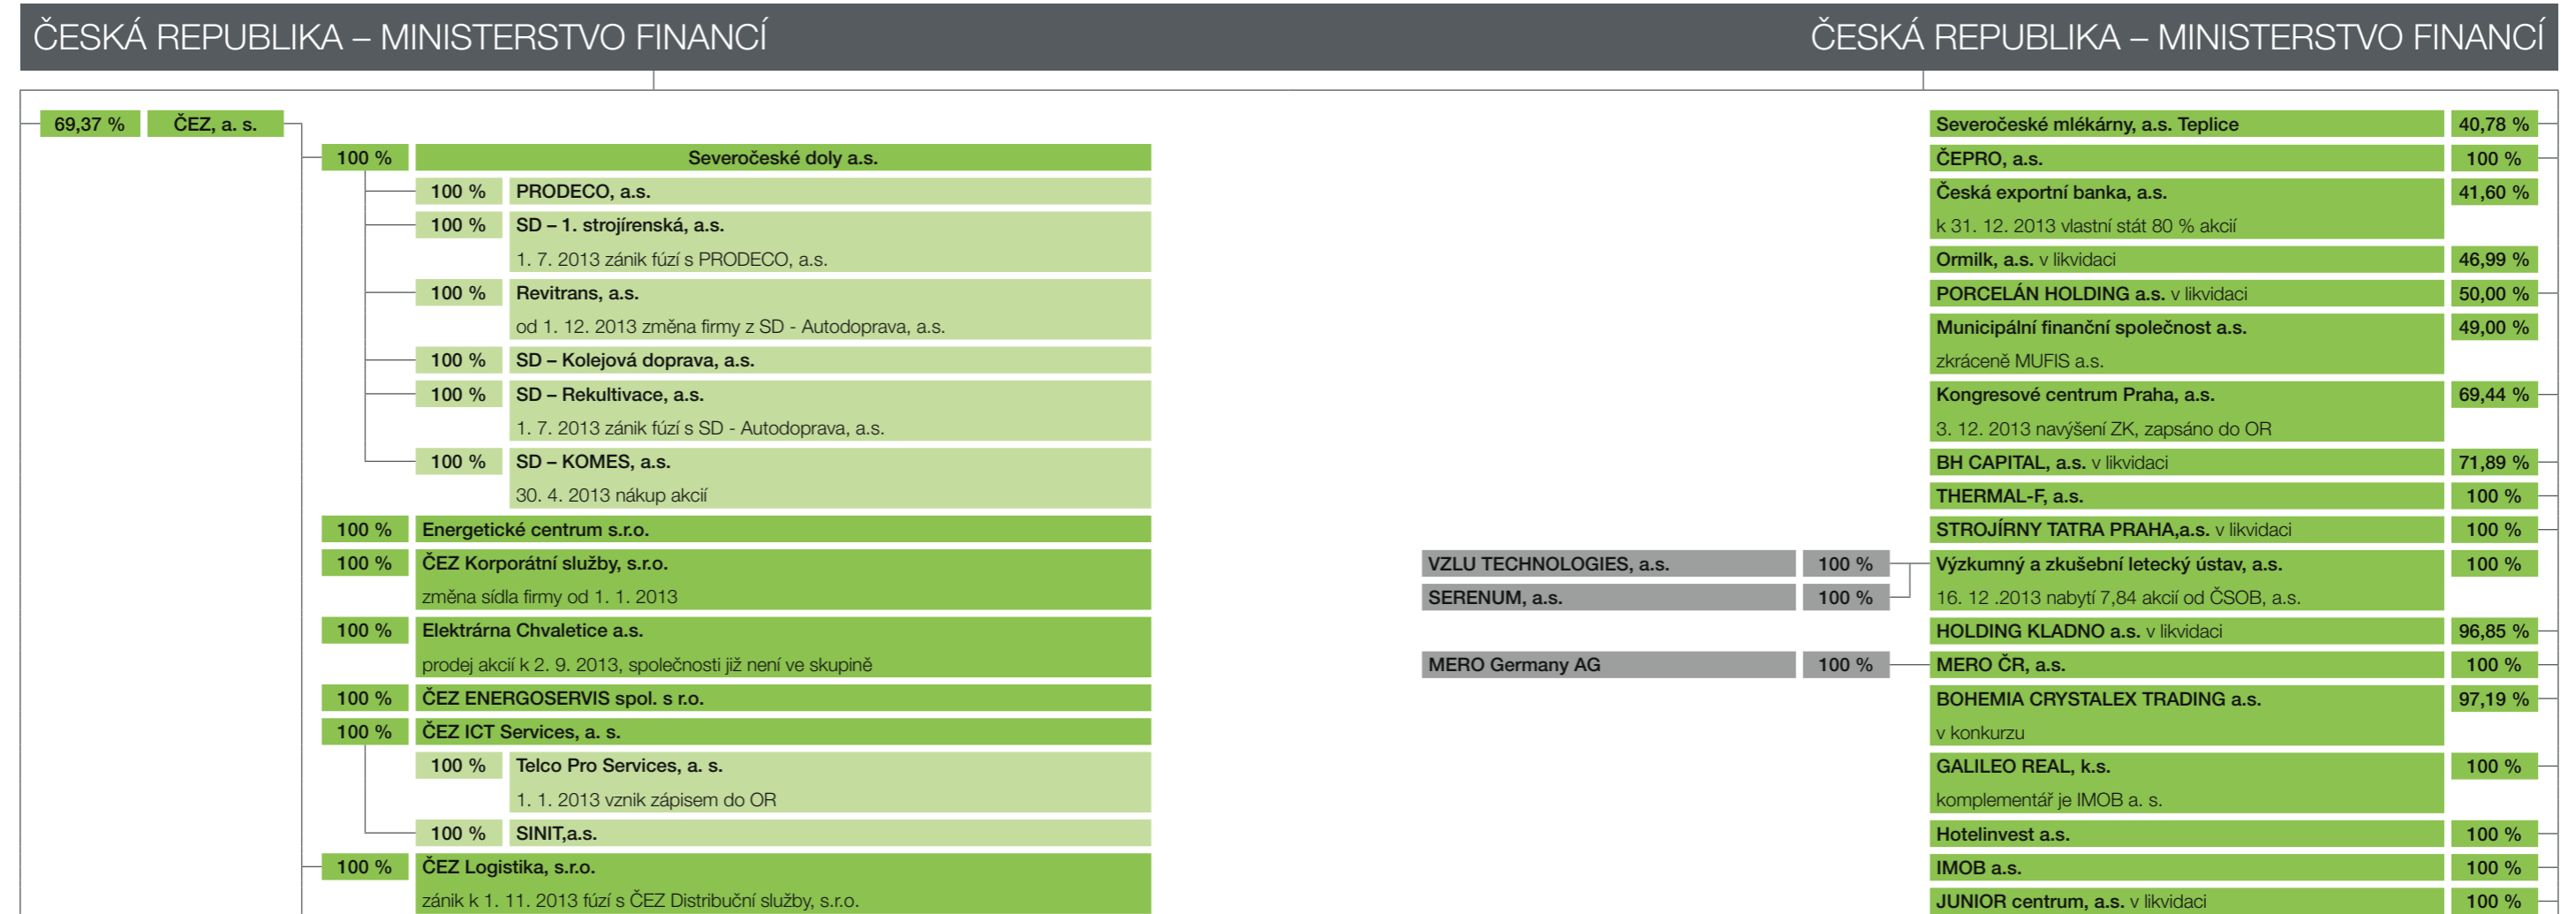 ČESKÁ REPUBLIKA – MINISTERSTVO FINANCÍ
ČESKÁ REPUBLIKA – MINISTERSTVO FINANCÍ
69,37 % ČEZ, a. s.
100 % Severočeské doly a.s.
100 % PRODECO, a.s.
100 % SD – 1. strojírenská, a.s.
1. 7. 2013 zánik fúzí s PRODECO, a.s.
100 % Revitrans, a.s.
od 1. 12. 2013 změna firmy z SD - Autodoprava, a.s.
100 % SD – Kolejová doprava, a.s.
100 % SD – Rekultivace, a.s.
1. 7. 2013 zánik fúzí s SD - Autodoprava, a.s.
100 % SD – KOMES, a.s.
30. 4. 2013 nákup akcií
100 % Energetické centrum s.r.o.
100 % ČEZ Korporátní služby, s.r.o.
změna sídla firmy od 1. 1. 2013
100 % Elektrárna Chvaletice a.s.
prodej akcií k 2. 9. 2013, společnosti již není ve skupině
100 % ČEZ ENERGOSERVIS spol. s r.o.
100 % ČEZ ICT Services, a. s.
100 % Telco Pro Services, a. s.
1. 1. 2013 vznik zápisem do OR
100 % SINIT,a.s.
100 % ČEZ Logistika, s.r.o.
zánik k 1. 11. 2013 fúzí s ČEZ Distribuční služby, s.r.o.
Severočeské mlékárny, a.s. Teplice 40,78 %
ČEPRO, a.s. 100 %
Česká exportní banka, a.s. 41,60 %
k 31. 12. 2013 vlastní stát 80 % akcií
Ormilk, a.s. v likvidaci 46,99 %
PORCELÁN HOLDING a.s. v likvidaci 50,00 %
Municipální finanční společnost a.s. 49,00 %
zkráceně MUFIS a.s.
Kongresové centrum Praha, a.s. 69,44 %
3. 12. 2013 navýšení ZK, zapsáno do OR
BH CAPITAL, a.s. v likvidaci 71,89 %
THERMAL-F, a.s. 100 %
STROJÍRNY TATRA PRAHA,a.s. v likvidaci 100 %
VZLU TECHNOLOGIES, a.s. 100 % Výzkumný a zkušební letecký ústav, a.s. 100 %
SERENUM, a.s. 100 % 16. 12 .2013 nabytí 7,84 akcií od ČSOB, a.s.
HOLDING KLADNO a.s. v likvidaci 96,85 %
MERO Germany AG 100 % MERO ČR, a.s. 100 %
BOHEMIA CRYSTALEX TRADING a.s. 97,19 %
v konkurzu
GALILEO REAL, k.s. 100 %
komplementář je IMOB a. s.
Hotelinvest a.s. 100 %
IMOB a.s. 100 %
JUNIOR centrum, a.s. v likvidaci 100 %